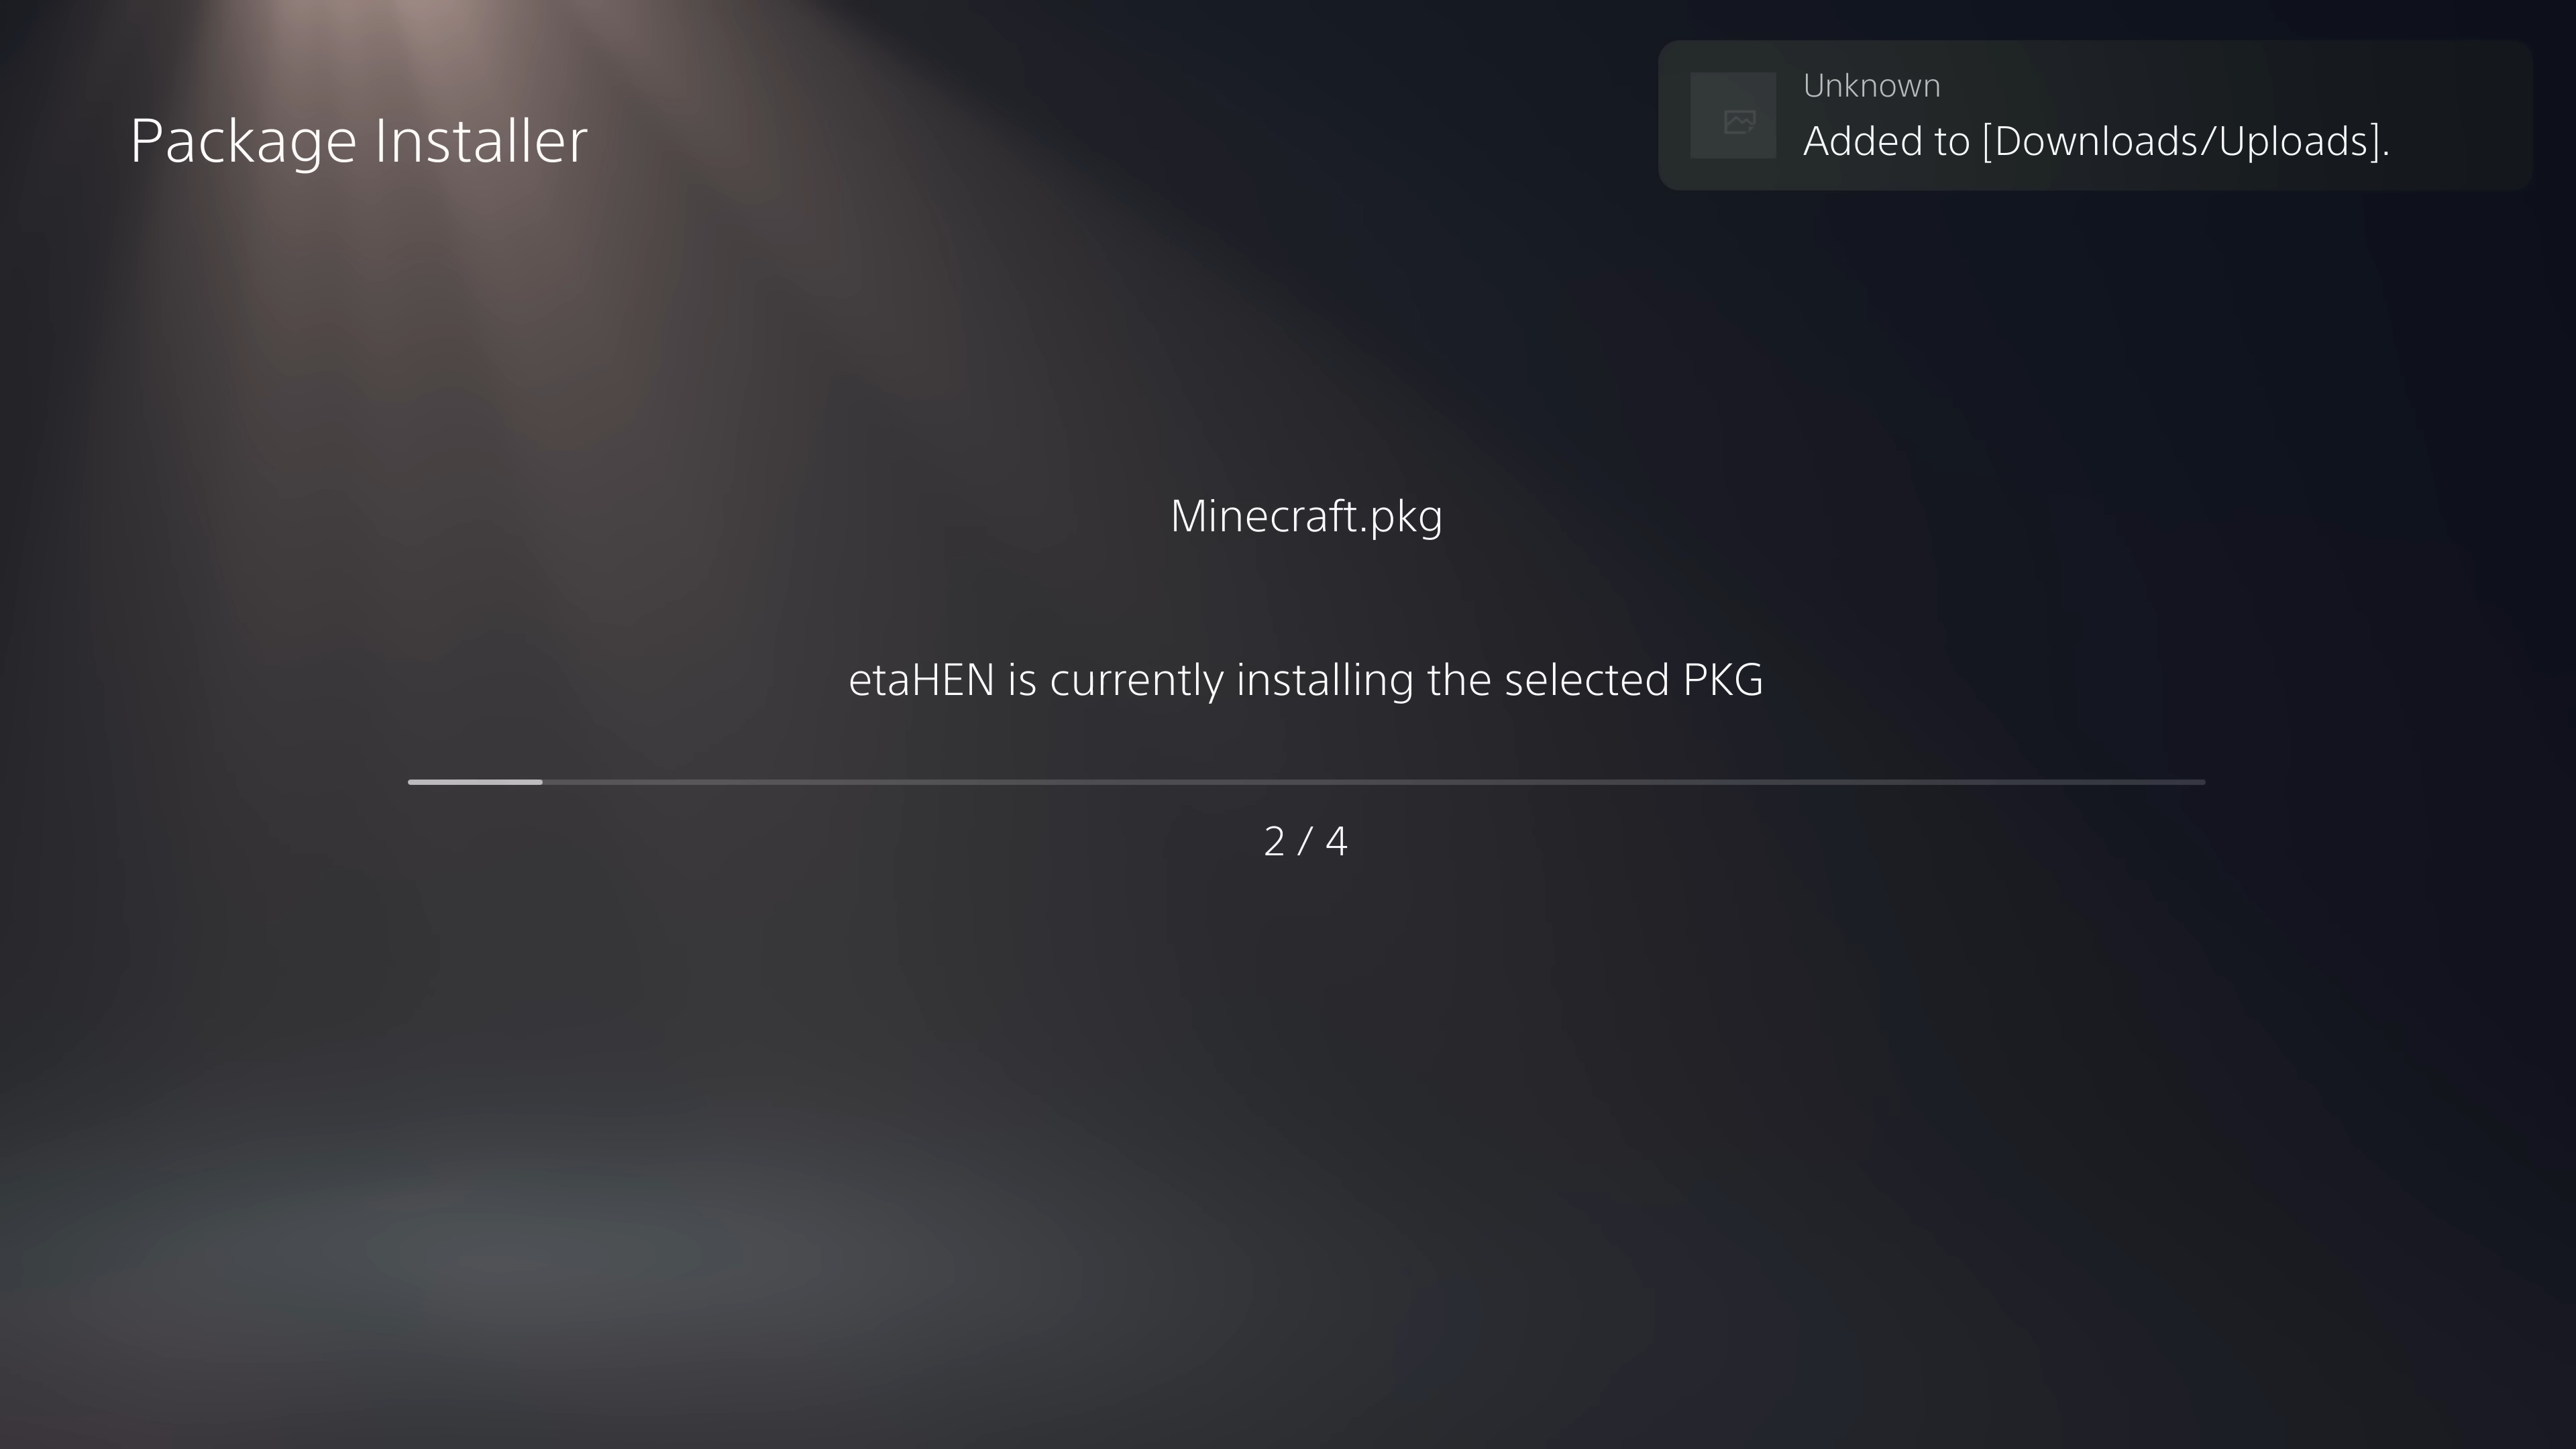 Package Installer
Unknown
Added to [Downloads/Uploads].
Minecraft.pkg
etaHEN is currently installing the selected PKG
2 / 4